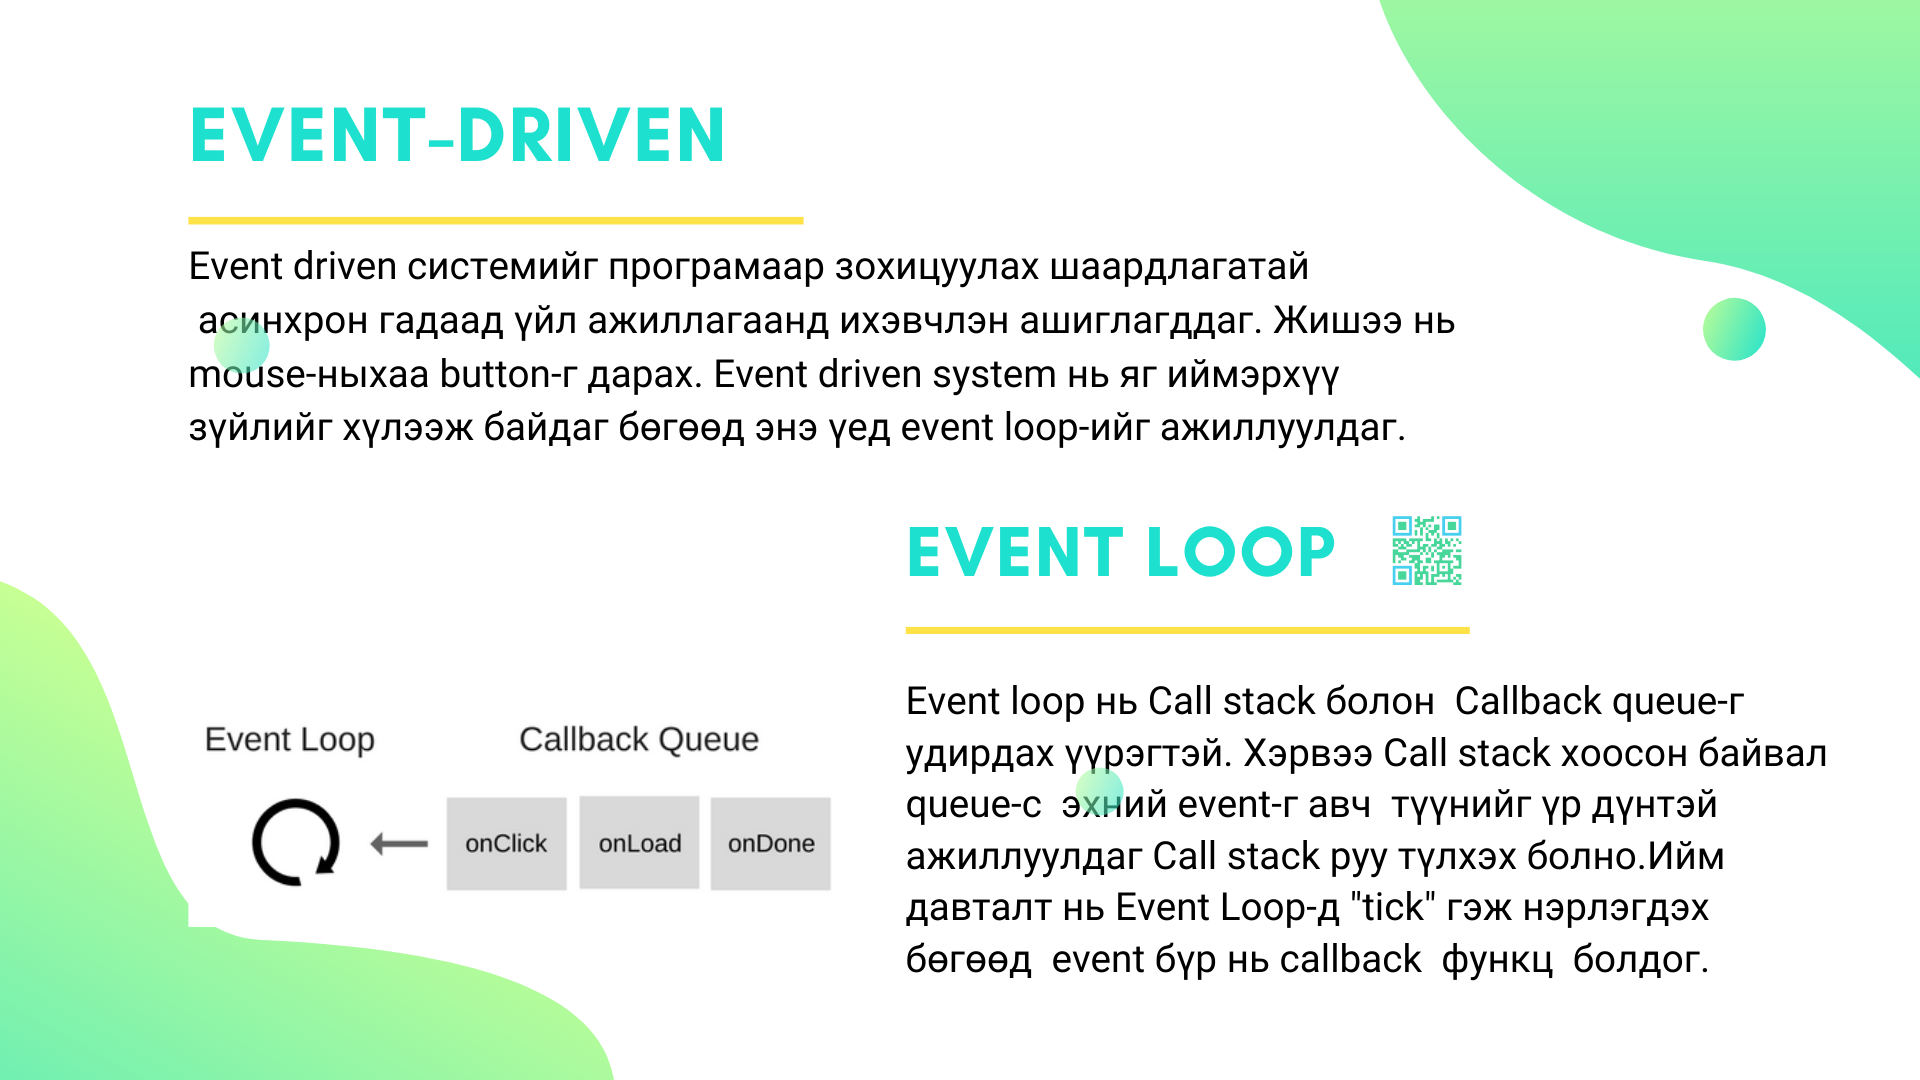 EVENT-DRIVEN
Event driven системийг програмаар зохицуулах шаардлагатай
асинхрон гадаад үйл ажиллагаанд ихэвчлэн ашиглагддаг. Жишээ нь
mouse-ныхаа button-г дарах. Event driven system нь яг иймэрхүү
зүйлийг хүлээж байдаг бөгөөд энэ үед event loop-ийг ажиллуулдаг.
EVENT LOOP
Event loop нь Call stack болон Callback queue-г
удирдах үүрэгтэй. Хэрвээ Call stack хоосон байвал
queue-с эхний event-г авч түүнийг үр дүнтэй
ажиллуулдаг Call stack руу түлхэх болно.Ийм
давталт нь Event Loop-д "tick" гэж нэрлэгдэх
бөгөөд event бүр нь callback функц болдог.
Event Loop
Callback Queue
onClick
onLoad
onDone